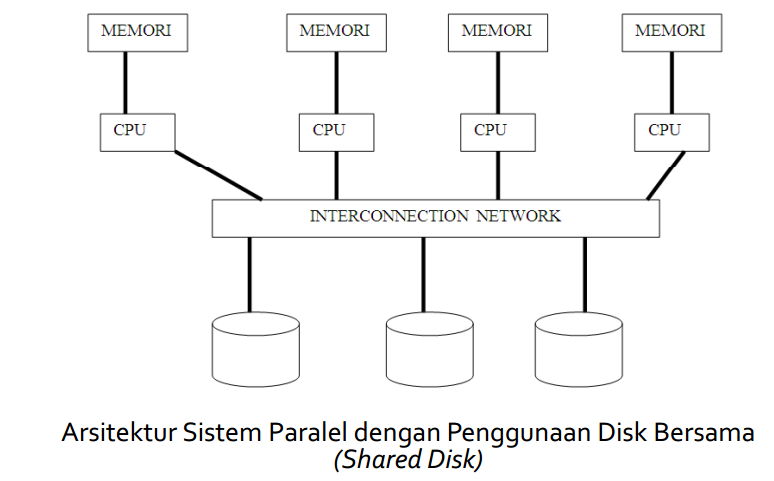 MEMORI MEMORI MEMORI MEMORI
CPU CPU CPU CPU
INTERCONNECTION NETWORK
Arsitektur Sistem Paralel dengan Penggunaan Disk Bersama
(Shared Disk)